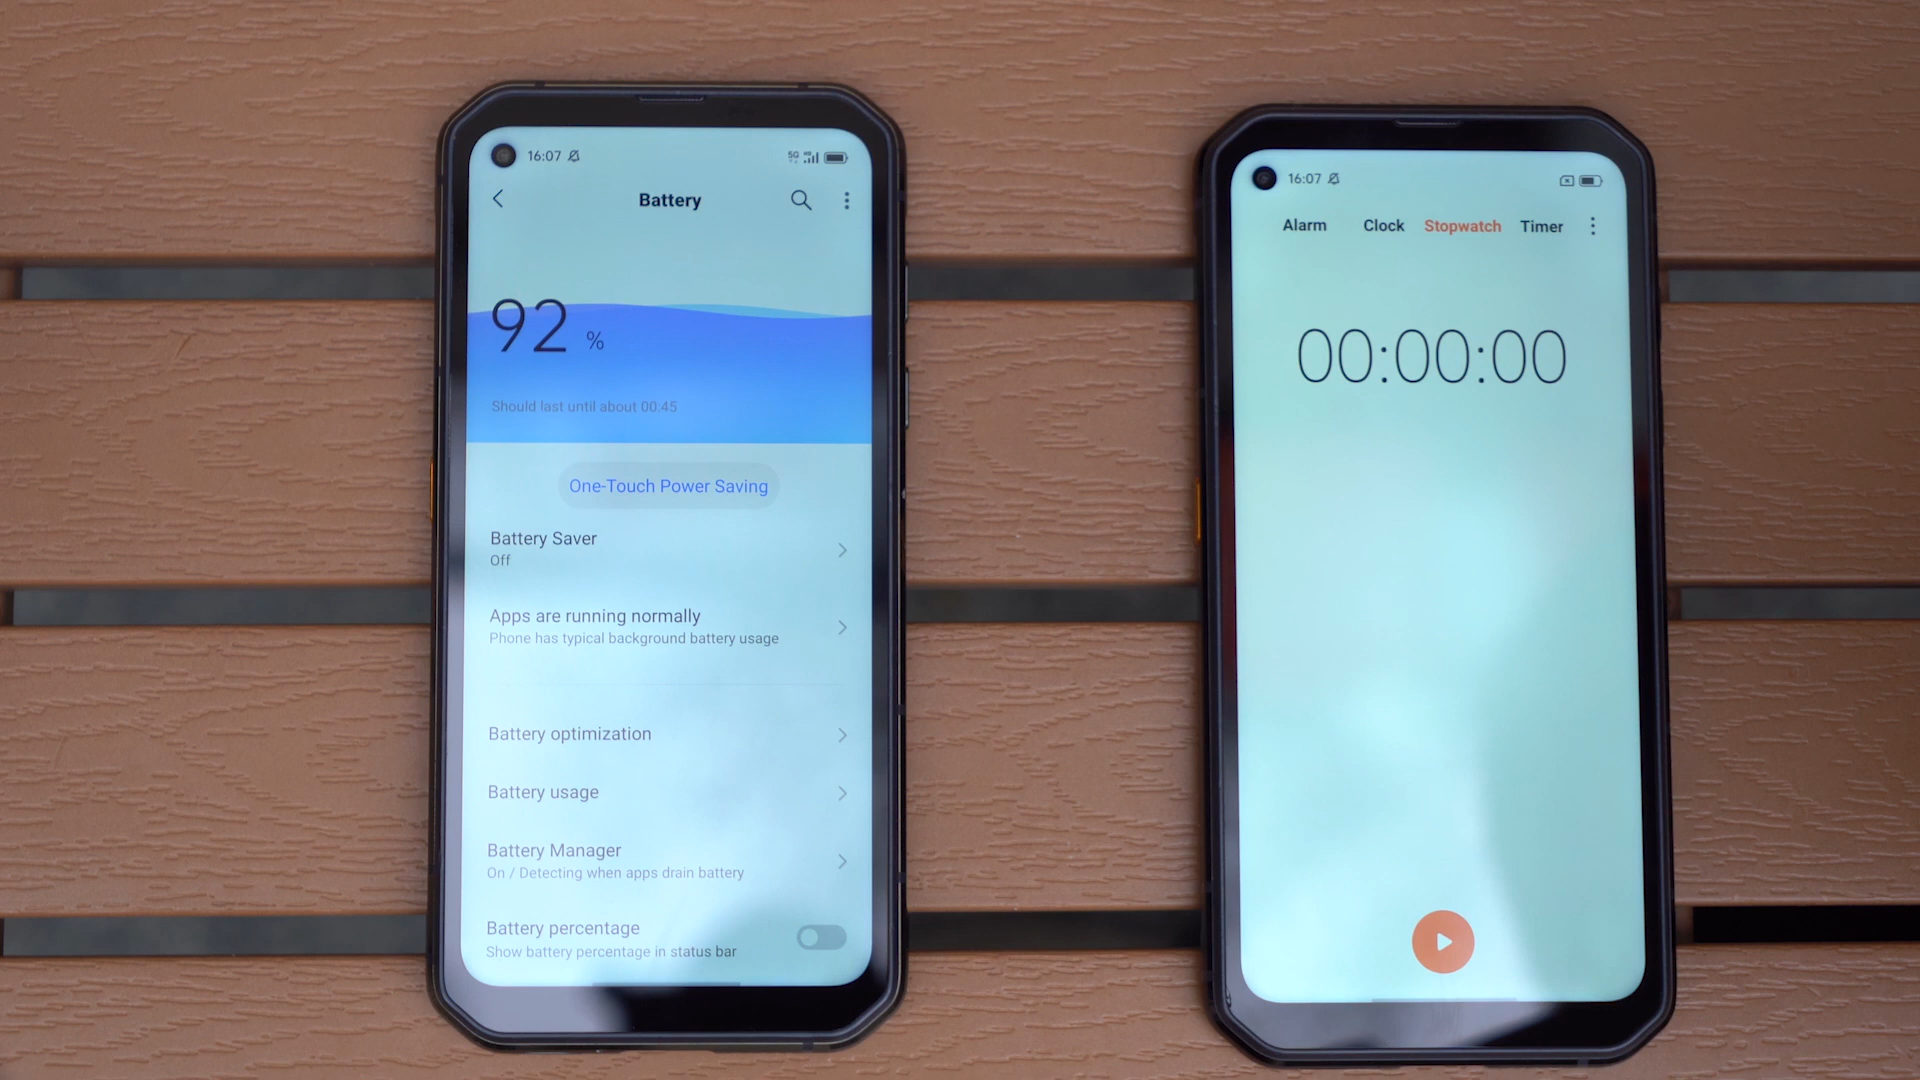 16:07
5G
Battery
92 %
Should last until about 00:45
One-Touch Power Saving
Battery Saver
Off
Apps are running normally
Phone has typical background battery usage
Battery optimization
Battery usage
Battery Manager
On / Detecting when apps drain battery
Battery percentage
Show battery percentage in status bar
16:07
Alarm Clock Stopwatch Timer
00:00:00